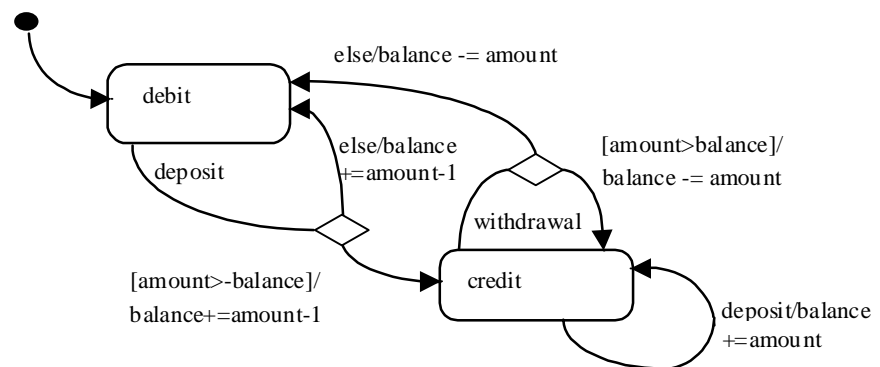 else/balance -= amount
debit
else/balance
+=amount-1
[amount>balance]/
balance -= amount
deposit
withdrawal
[amount>-balance]/
balance+=amount-1
credit
deposit/balance
+=amount